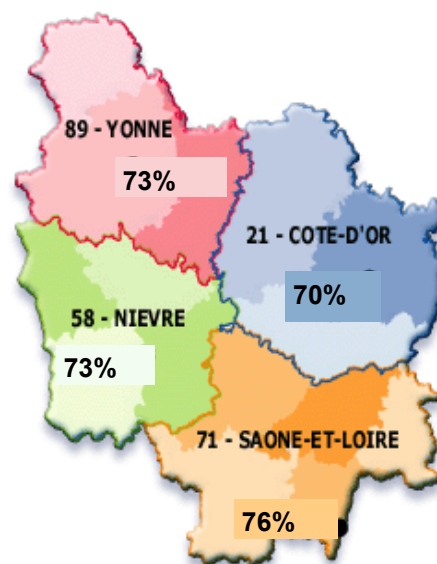 89 - YONNE
73%
21 - COTE-D'OR
70%
58 - NIEVRE
73%
71 - SAONE-ET-LOIRE
76%